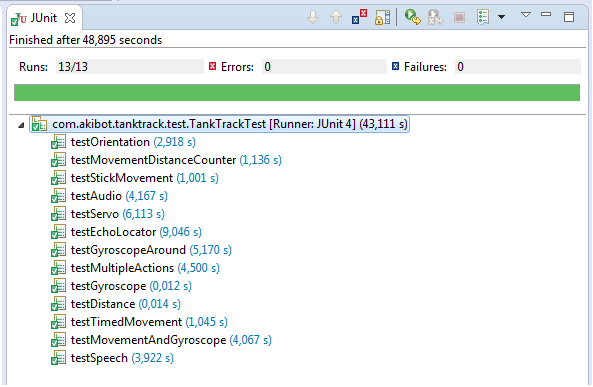 JUnit
Finished after 48,895 seconds
Runs: 13/13 Errors: 0 Failures: 0
com.akibot.tanktrack.test.TankTrackTest [Runner: JUnit 4] (43,111 s)
testOrientation (2,918 s)
testMovementDistanceCounter (1,136 s)
testStickMovement (1,001 s)
testAudio (4,167 s)
testServo (6,113 s)
testEchoLocator (9,046 s)
testGyroscopeAround (5,170 s)
testMultipleActions (4,500 s)
testGyroscope (0,012 s)
testDistance (0,014 s)
testTimedMovement (1,045 s)
testMovementAndGyroscope (4,067 s)
testSpeech (3,922 s)